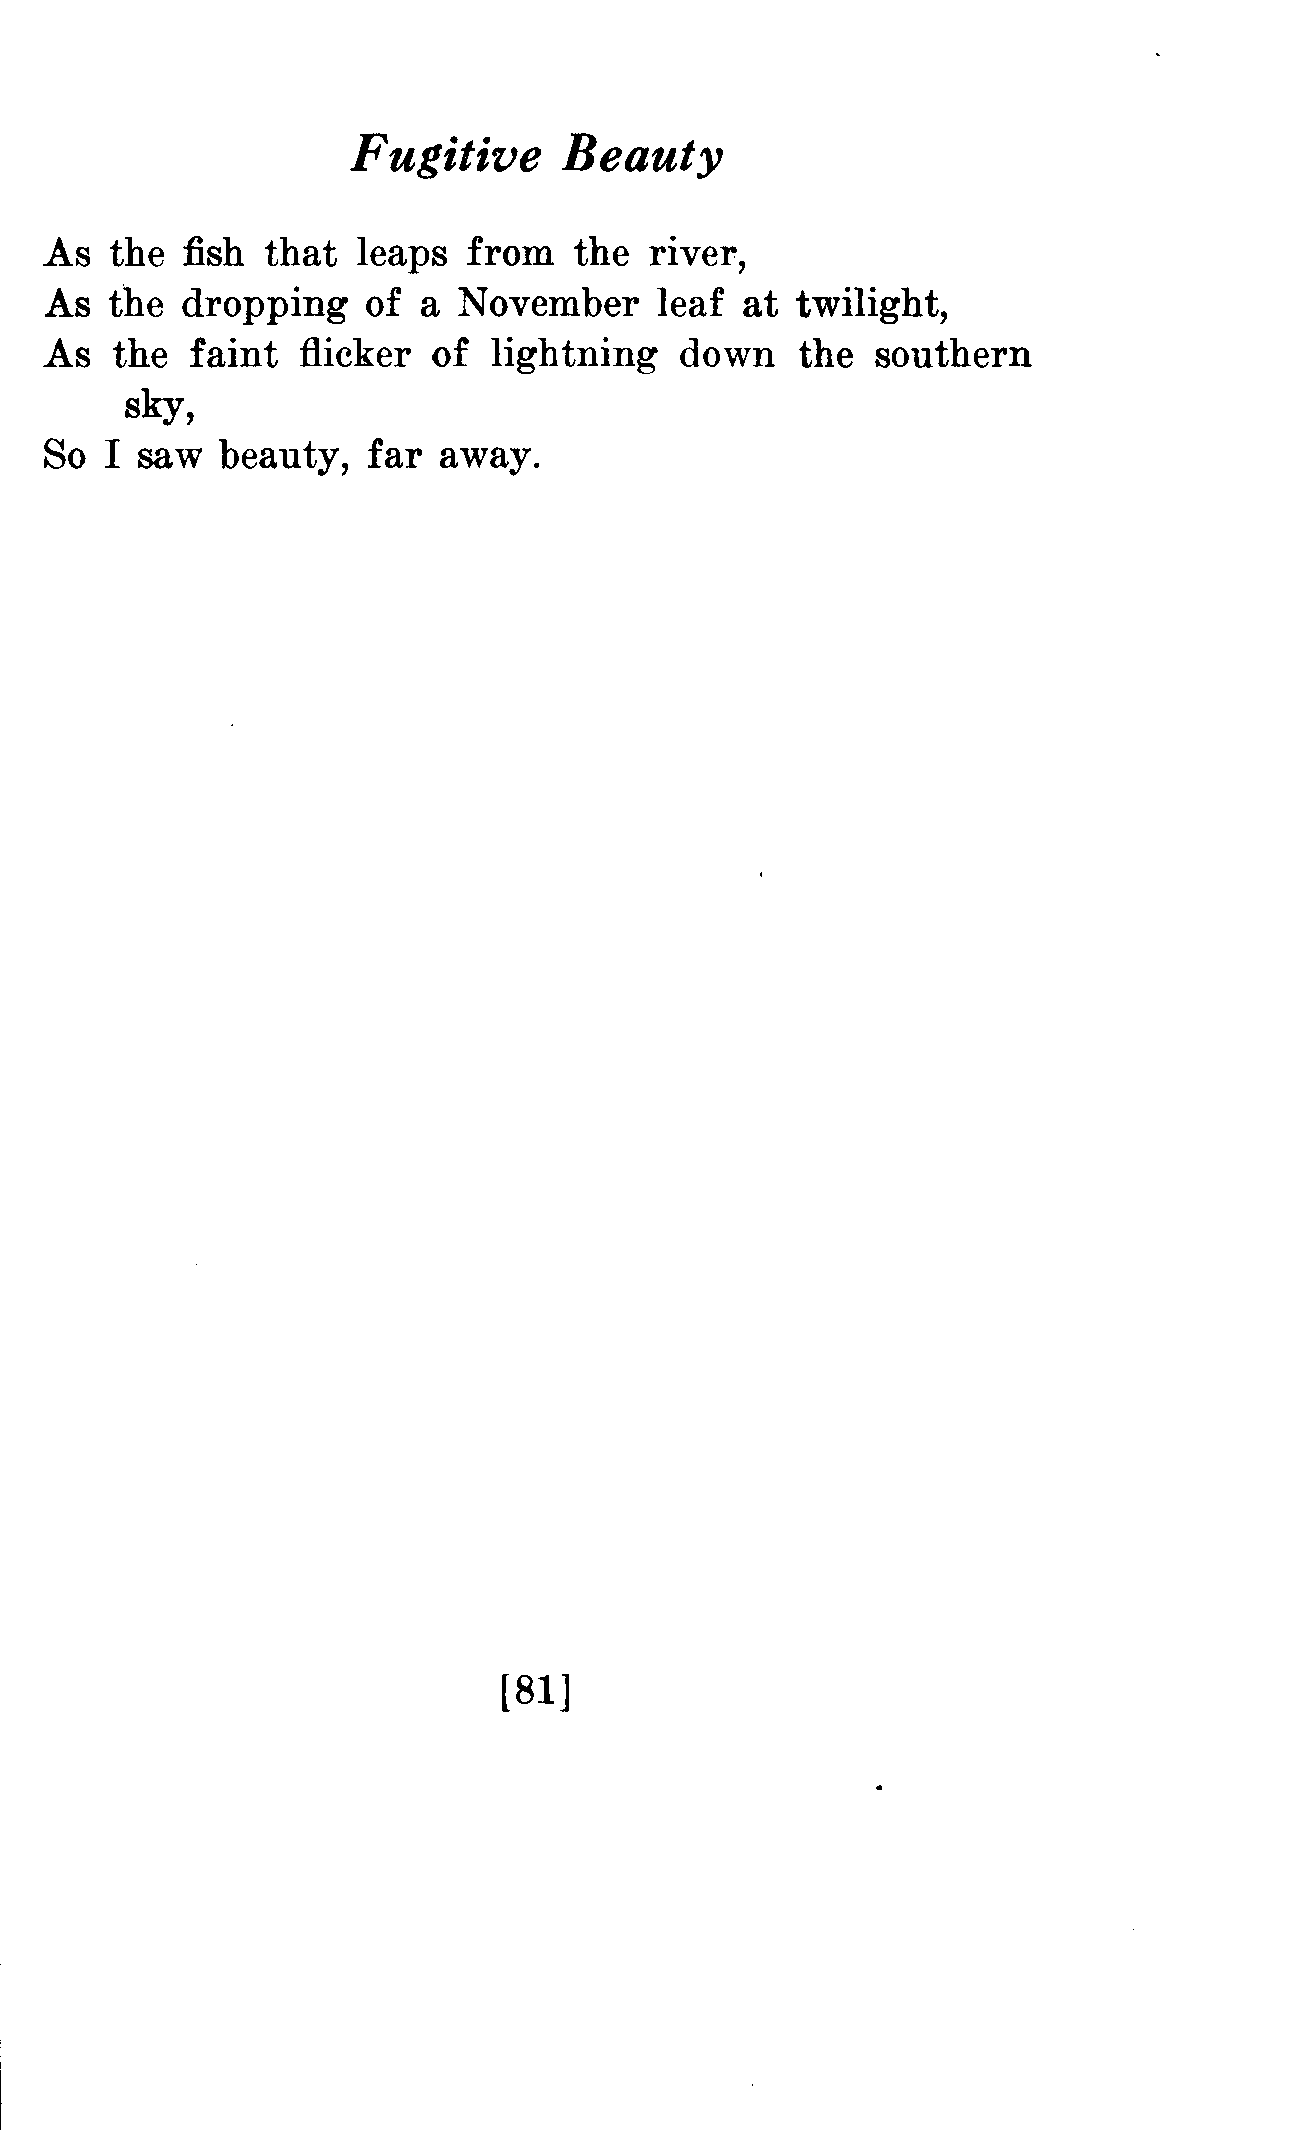 Fugitive Beauty
As the fish that leaps from the river,
As the dropping of a November leaf at twilight,
As the faint flicker of lightning down the southern
sky,
So I saw beauty, far away.
[81]